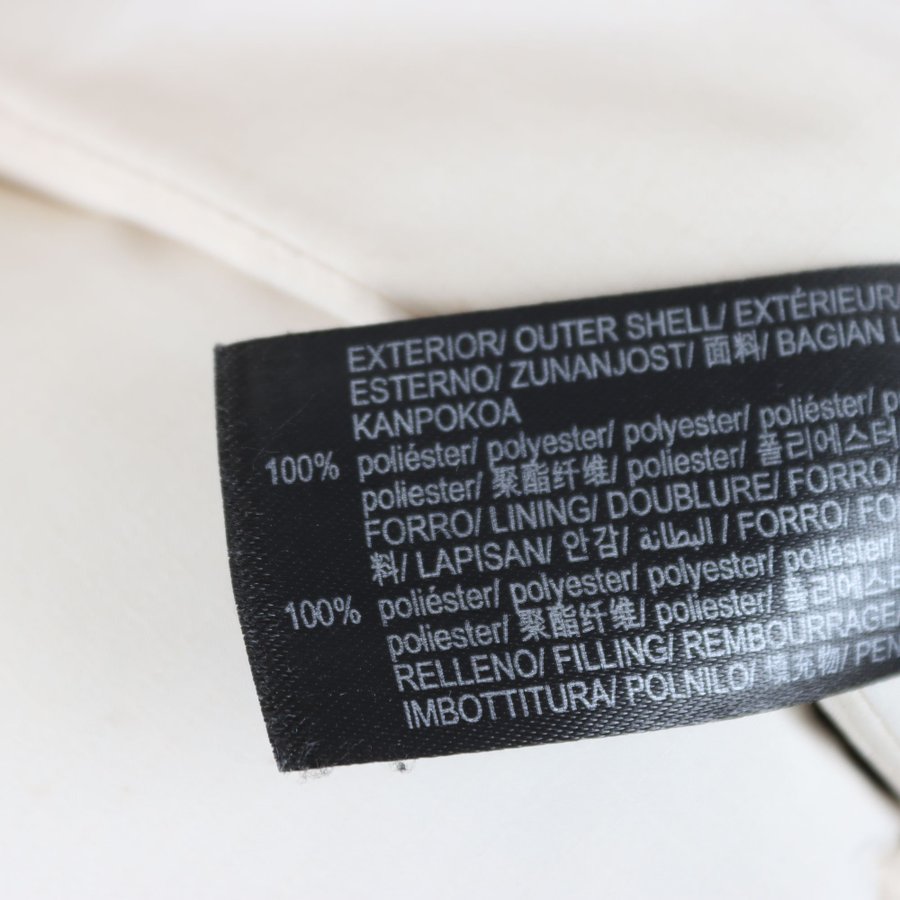 EXTERIOR/ OUTER SHELL/ EXTÉRIEUR/
ESTERNO/ ZUNANJOST/ 面料/ BAGIAN
KANPOKOA
100% poliéster/ polyester/ polyester/ poliéster/
poliester/ 聚酯纤维/ poliester/ 폴리에스터
FORRO/ LINING/ DOUBLURE/ FORRO/
料/ LAPISAN/ 안감/ البطانة / FORRO/
100% poliéster/ polyester/ polyester/ poliéster/
poliester/ 聚酯纤维/ poliester/ 폴리에스터
RELLENO/ FILLING/ REMBOURRAGE
IMBOTTITURA/ POLNILO/ 填充物/